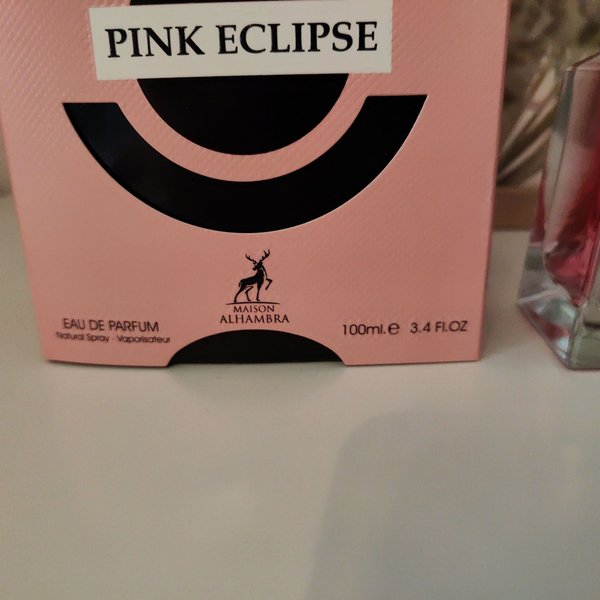 PINK ECLIPSE
MAISON
ALHAMBRA
EAU DE PARFUM
Natural Spray - Vaporisateur
100ml.e 3.4 Fl.OZ